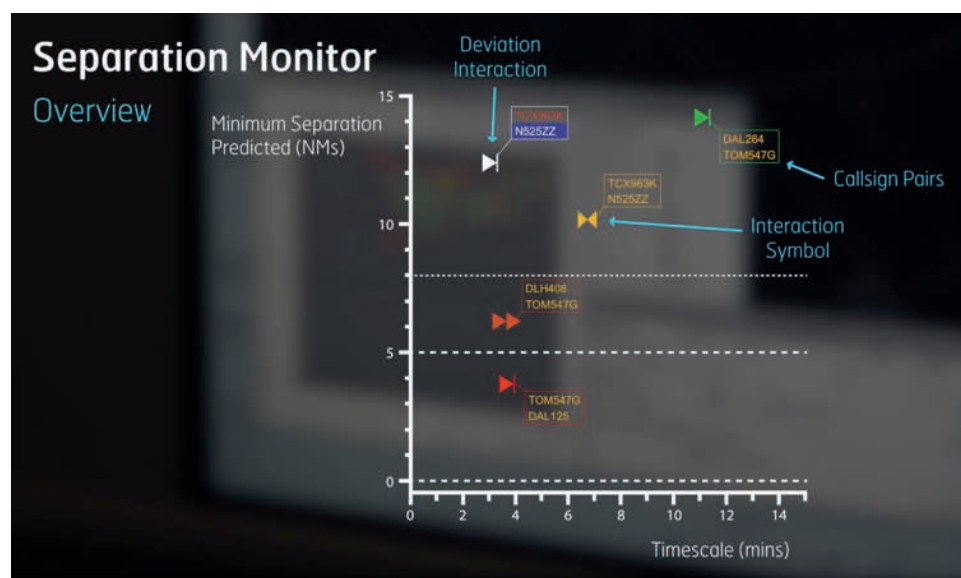 Separation Monitor
Overview
Deviation
Interaction
Minimum Separation
Predicted (NMs)
15
10
5
0
TCX963K
N525ZZ
DAL264
TOM547G
Callsign Pairs
TCX963K
N525ZZ
Interaction
Symbol
DLH408
TOM547G
TOM547G
DAL125
0
2
4
6
8
10
12
14
Timescale (mins)